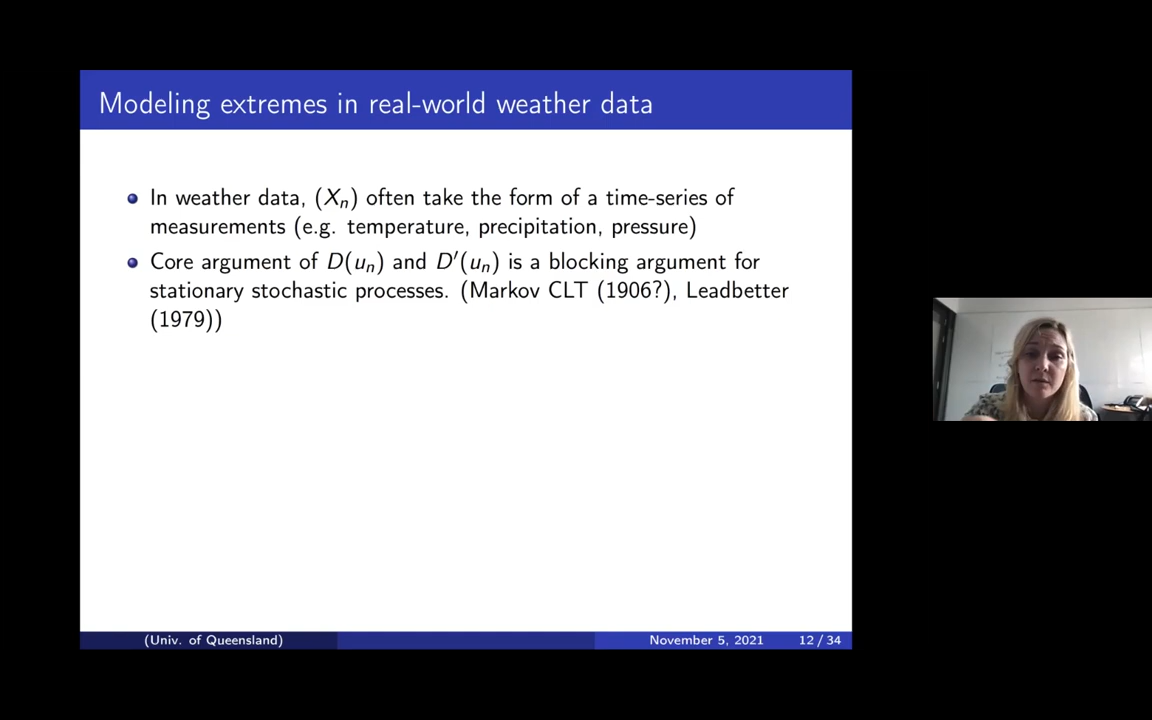 Modeling extremes in real-world weather data
In weather data, (Xₙ) often take the form of a time-series of
measurements (e.g. temperature, precipitation, pressure)
Core argument of D(uₙ) and D′(uₙ) is a blocking argument for
stationary stochastic processes. (Markov CLT (1906?), Leadbetter
(1979))
(Univ. of Queensland)
November 5, 2021
12 / 34